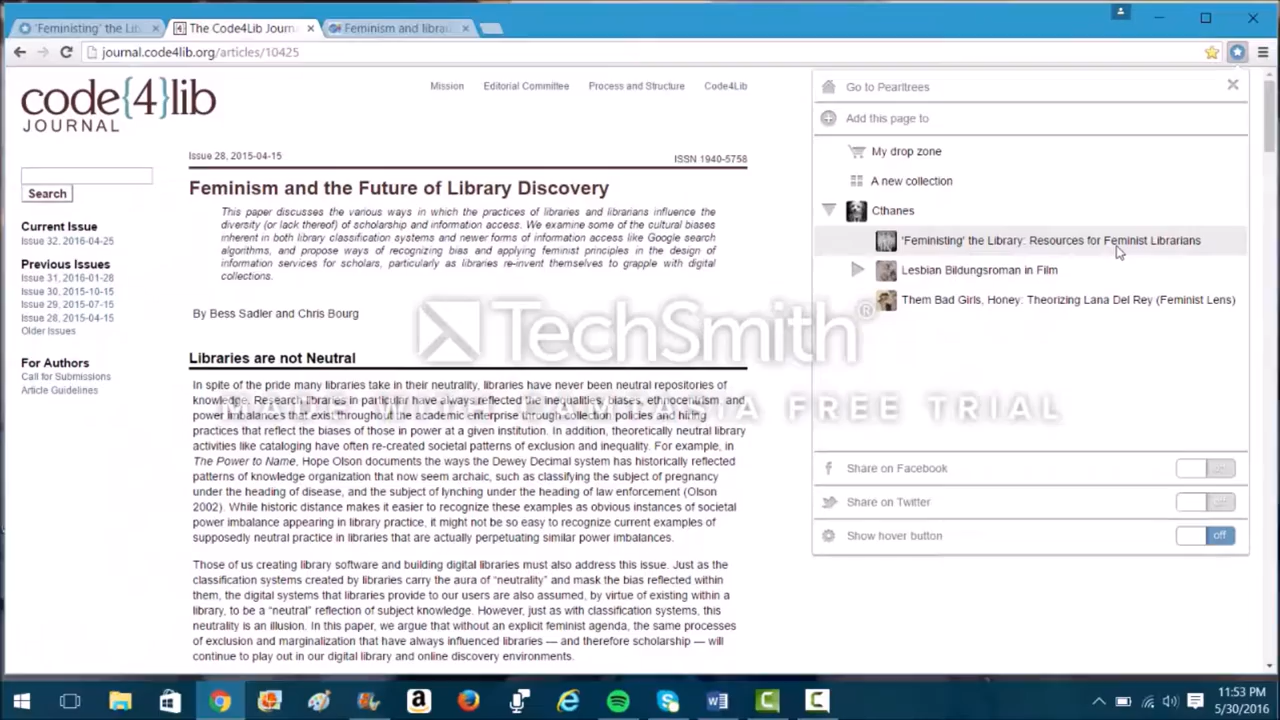 'Feministing' the Lib
The Code4Lib Journ
Feminism and librar
journal.code4lib.org/articles/10425
code{4}lib
JOURNAL
Mission
Editorial Committee
Process and Structure
Code4Lib
Search
Current Issue
Issue 32, 2016-04-25
Previous Issues
Issue 31, 2016-01-28
Issue 30, 2015-10-15
Issue 29, 2015-07-15
Issue 28, 2015-04-15
Older Issues
For Authors
Call for Submissions
Article Guidelines
Issue 28, 2015-04-15
ISSN 1940-5758
Feminism and the Future of Library Discovery
This paper discusses the various ways in which the practices of libraries and librarians influence the
diversity (or lack thereof) of scholarship and information access. We examine some of the cultural biases
inherent in both library classification systems and newer forms of information access like Google search
algorithms, and propose ways of recognizing bias and applying feminist principles in the design of
information services for scholars, particularly as libraries re-invent themselves to grapple with digital
collections.
By Bess Sadler and Chris Bourg
Libraries are not Neutral
In spite of the pride many libraries take in their neutrality, libraries have never been neutral repositories of
knowledge. Research libraries in particular have always reflected the inequalities, biases, ethnocentrism, and
power imbalances that exist throughout the academic enterprise through collection policies and hiring
practices that reflect the biases of those in power at a given institution. In addition, theoretically neutral library
activities like cataloging have often re-created societal patterns of exclusion and inequality. For example, in
The Power to Name, Hope Olson documents the ways the Dewey Decimal system has historically reflected
patterns of knowledge organization that now seem archaic, such as classifying the subject of pregnancy
under the heading of disease, and the subject of lynching under the heading of law enforcement (Olson
2002). While historic distance makes it easier to recognize these examples as obvious instances of societal
power imbalance appearing in library practice, it might not be so easy to recognize current examples of
supposedly neutral practice in libraries that are actually perpetuating similar power imbalances.
Those of us creating library software and building digital libraries must also address this issue. Just as the
classification systems created by libraries carry the aura of "neutrality" and mask the bias reflected within
them, the digital systems that libraries provide to our users are also assumed, by virtue of existing within a
library, to be a "neutral" reflection of subject knowledge. However, just as with classification systems, this
neutrality is an illusion. In this paper, we argue that without an explicit feminist agenda, the same processes
of exclusion and marginalization that have always influenced libraries — and therefore scholarship — will
continue to play out in our digital library and online discovery environments.
Go to Pearltrees
Add this page to
My drop zone
A new collection
Cthanes
'Feministing' the Library: Resources for Feminist Librarians
Lesbian Bildungsroman in Film
Them Bad Girls, Honey: Theorizing Lana Del Rey (Feminist Lens)
Share on Facebook
Share on Twitter
Show hover button
off
TechSmith®
MADE WITH CAMTASIA FREE TRIAL
11:53 PM
5/30/2016